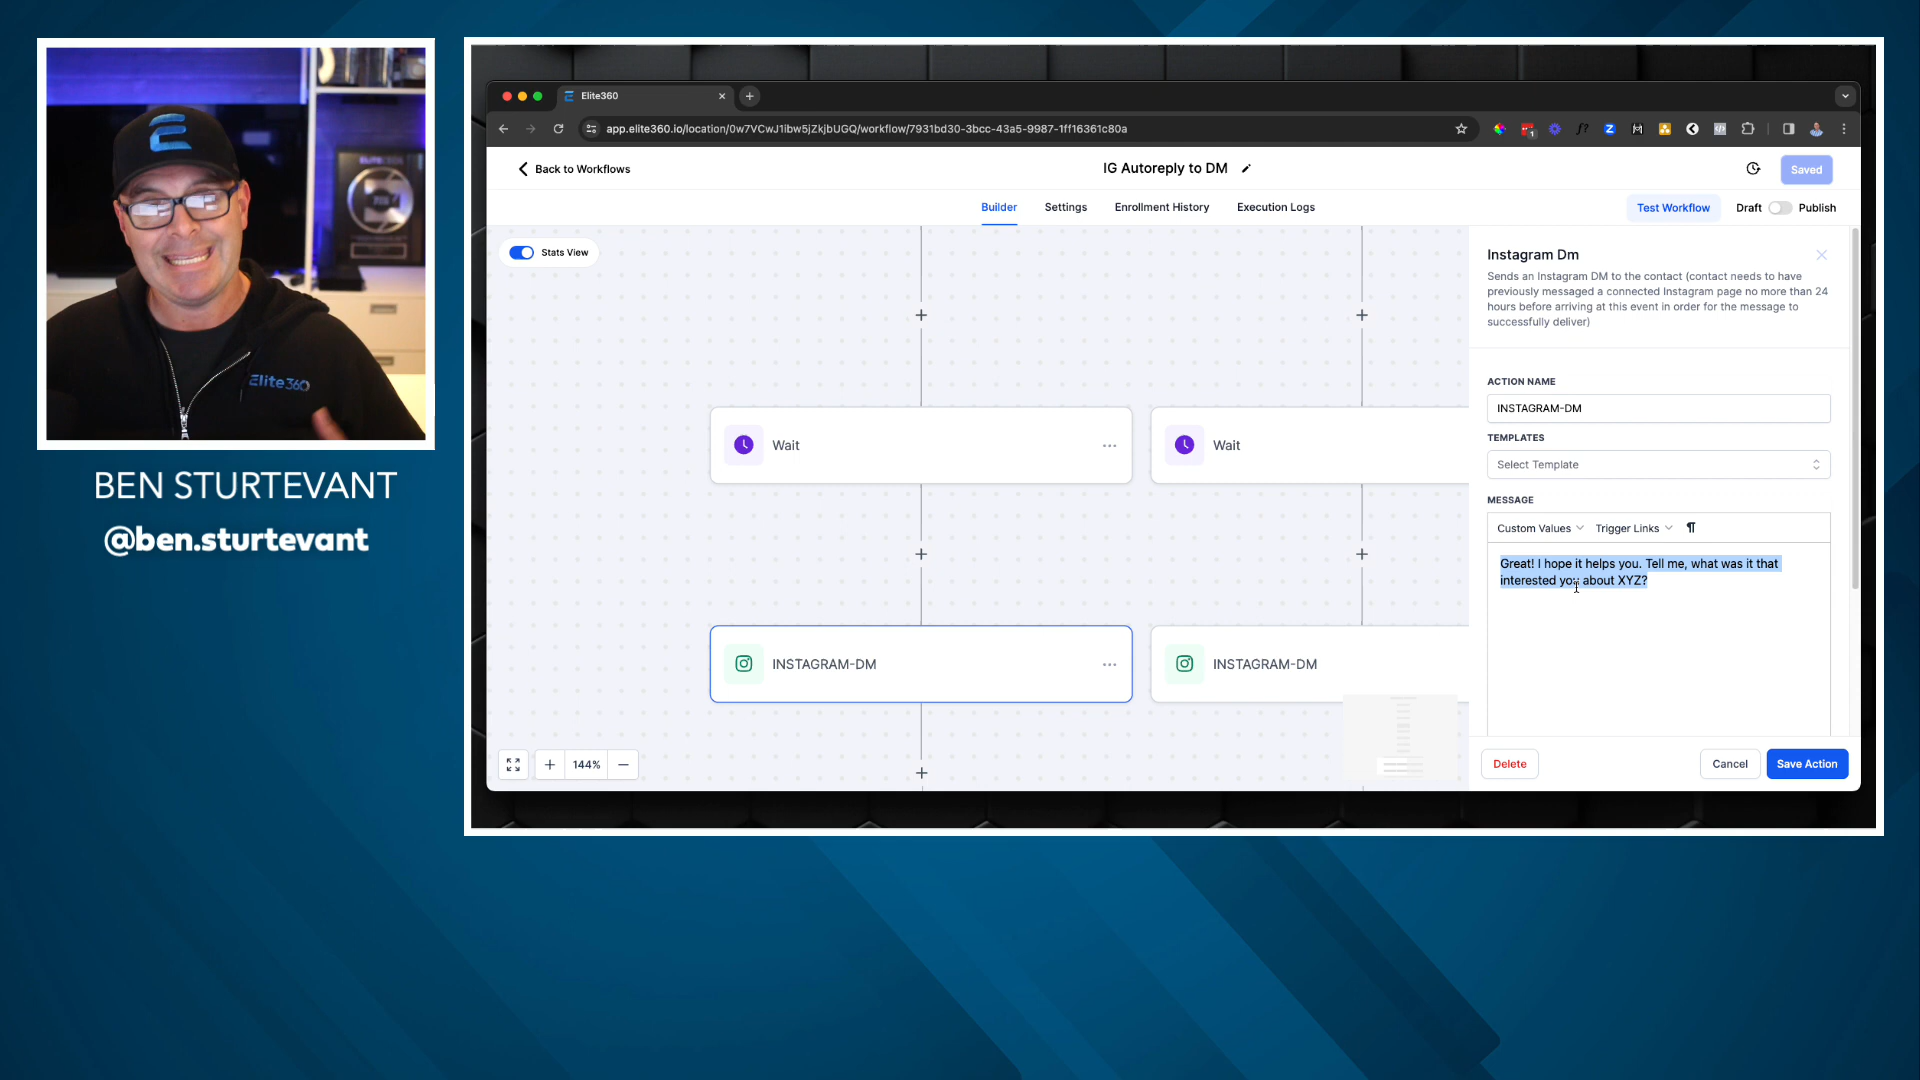 Elite360
BEN STURTEVANT
@ben.sturtevant
Elite360
app.elite360.io/location/0w7VCwJ1ibw5jZkjbUGQ/workflow/7931bd30-3bcc-43a5-9987-1ff16361c80a
Back to Workflows
IG Autoreply to DM
Saved
Builder
Settings
Enrollment History
Execution Logs
Test Workflow
Draft
Publish
Stats View
Wait
Wait
INSTAGRAM-DM
INSTAGRAM-DM
144%
Instagram Dm
Sends an Instagram DM to the contact (contact needs to have
previously messaged a connected Instagram page no more than 24
hours before arriving at this event in order for the message to
successfully deliver)
ACTION NAME
INSTAGRAM-DM
TEMPLATES
Select Template
MESSAGE
Custom Values
Trigger Links
Great! I hope it helps you. Tell me, what was it that
interested you about XYZ?
Delete
Cancel
Save Action